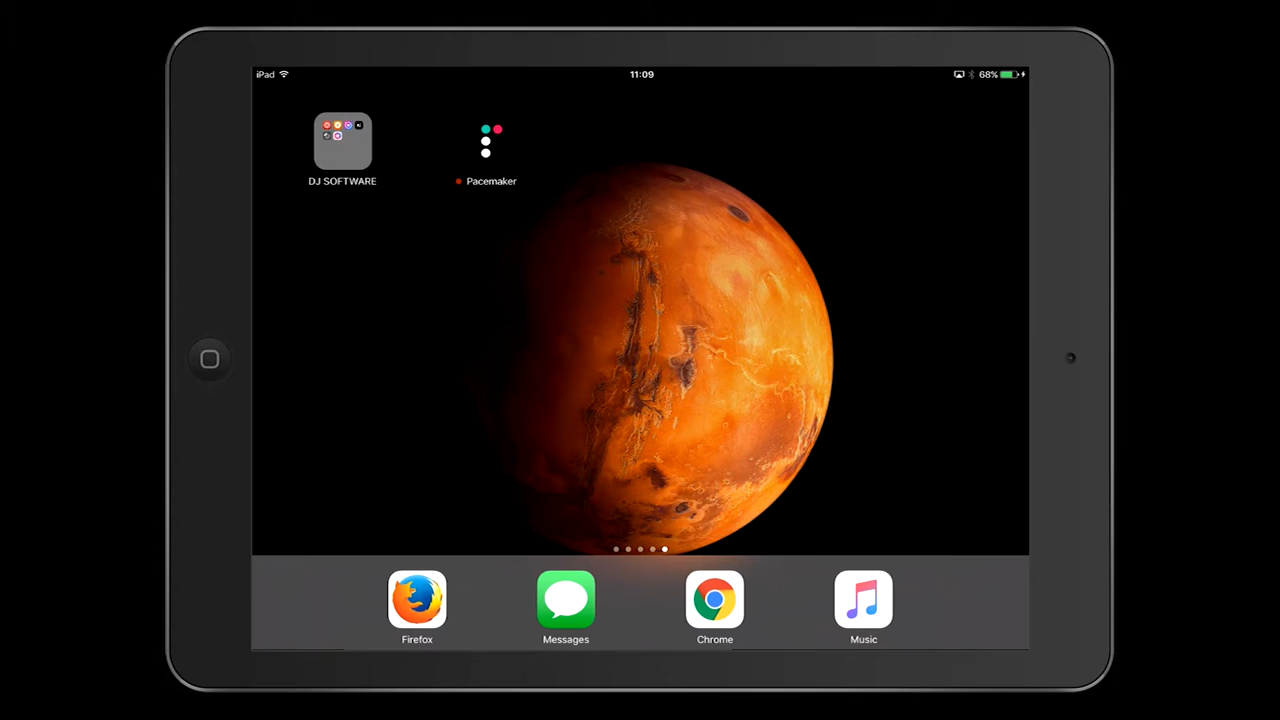 iPad
11:09
68%
DJ SOFTWARE
Pacemaker
Firefox
Messages
Chrome
Music